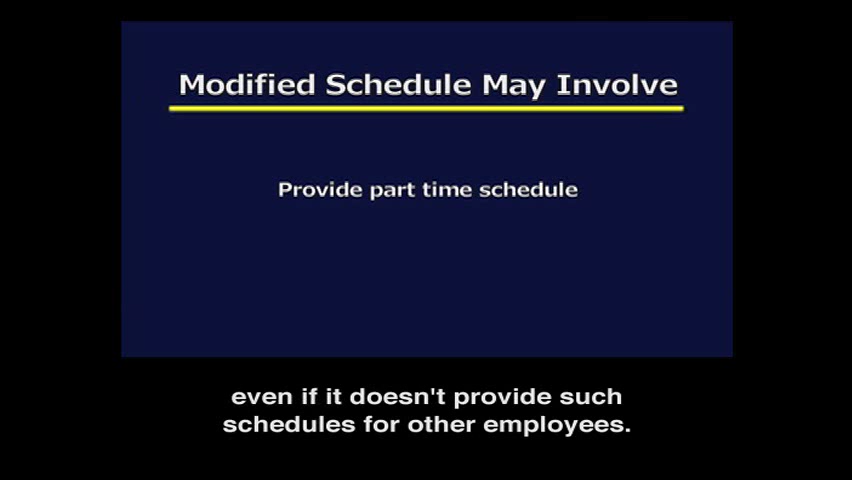 Modified Schedule May Involve
Provide part time schedule
even if it doesn't provide such
schedules for other employees.